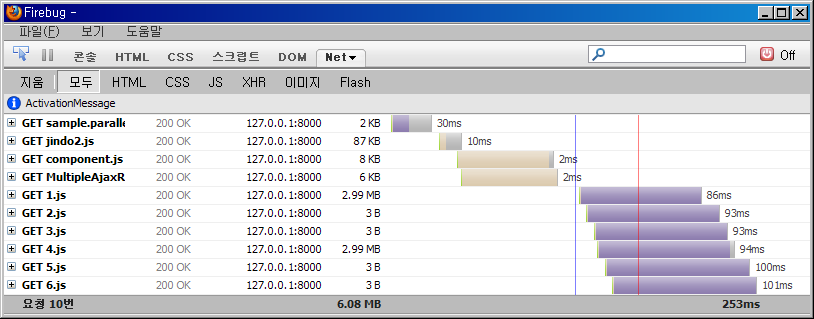 Firebug -
파일(F) 보기 도움말
콘솔 HTML CSS 스크립트 DOM Net Off
지움 모두 HTML CSS JS XHR 이미지 Flash
ActivationMessage
GET sample.paralle 200 OK 127.0.0.1:8000 2 KB 30ms
GET jindo2.js 200 OK 127.0.0.1:8000 87 KB 10ms
GET component.js 200 OK 127.0.0.1:8000 8 KB 2ms
GET MultipleAjaxR 200 OK 127.0.0.1:8000 6 KB 2ms
GET 1.js 200 OK 127.0.0.1:8000 2.99 MB 86ms
GET 2.js 200 OK 127.0.0.1:8000 3 B 93ms
GET 3.js 200 OK 127.0.0.1:8000 3 B 93ms
GET 4.js 200 OK 127.0.0.1:8000 2.99 MB 94ms
GET 5.js 200 OK 127.0.0.1:8000 3 B 100ms
GET 6.js 200 OK 127.0.0.1:8000 3 B 101ms
요청 10번 6.08 MB 253ms